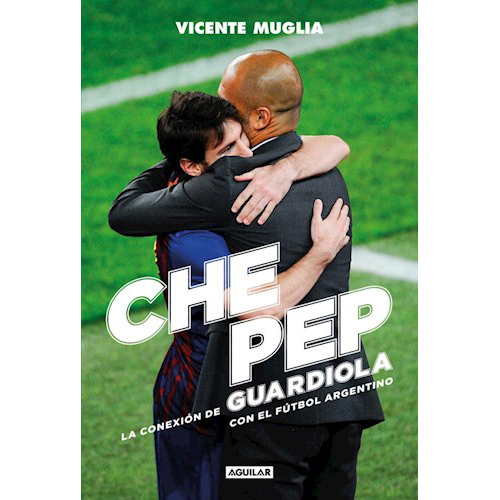 VICENTE MUGLIA
CHE
PEP
LA CONEXIÓN DE GUARDIOLA
CON EL FÚTBOL ARGENTINO
AGUILAR